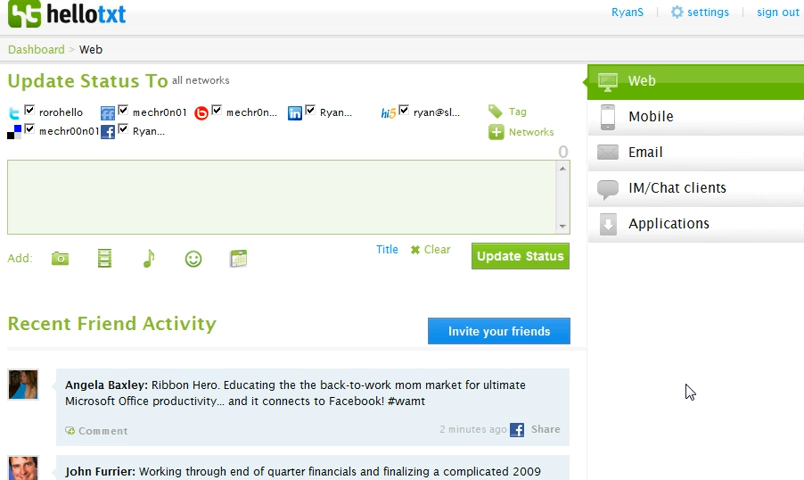 hellotxt
RyanS | settings | sign out
Dashboard > Web
Update Status To all networks
rorohello mechr0n01 mechr0n... Ryan... hi5 ryan@sl...
mechr00n01 Ryan...
Tag
Networks
0
Add:
Title Clear Update Status
Web
Mobile
Email
IM/Chat clients
Applications
Recent Friend Activity
Invite your friends
Angela Baxley: Ribbon Hero. Educating the the back-to-work mom market for ultimate
Microsoft Office productivity... and it connects to Facebook! #wamt
Comment 2 minutes ago Share
John Furrier: Working through end of quarter financials and finalizing a complicated 2009